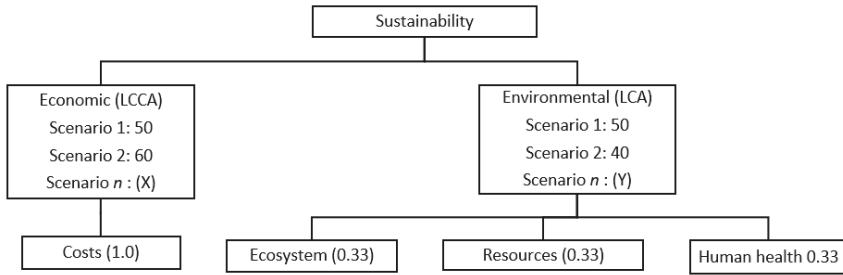 Sustainability
Economic (LCCA)
Scenario 1: 50
Scenario 2: 60
Scenario n : (X)
Environmental (LCA)
Scenario 1: 50
Scenario 2: 40
Scenario n : (Y)
Costs (1.0)
Ecosystem (0.33)
Resources (0.33)
Human health 0.33